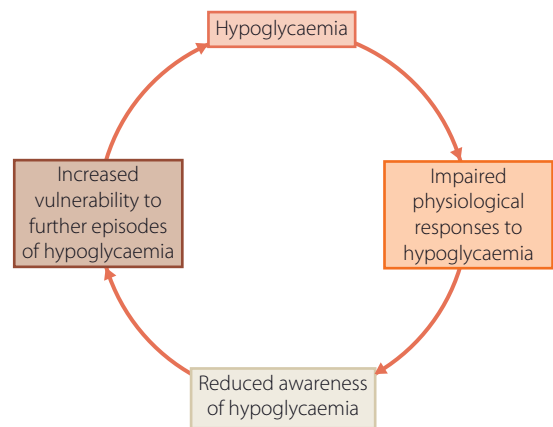 Hypoglycaemia
Impaired
physiological
responses to
hypoglycaemia
Reduced awareness
of hypoglycaemia
Increased
vulnerability to
further episodes
of hypoglycaemia